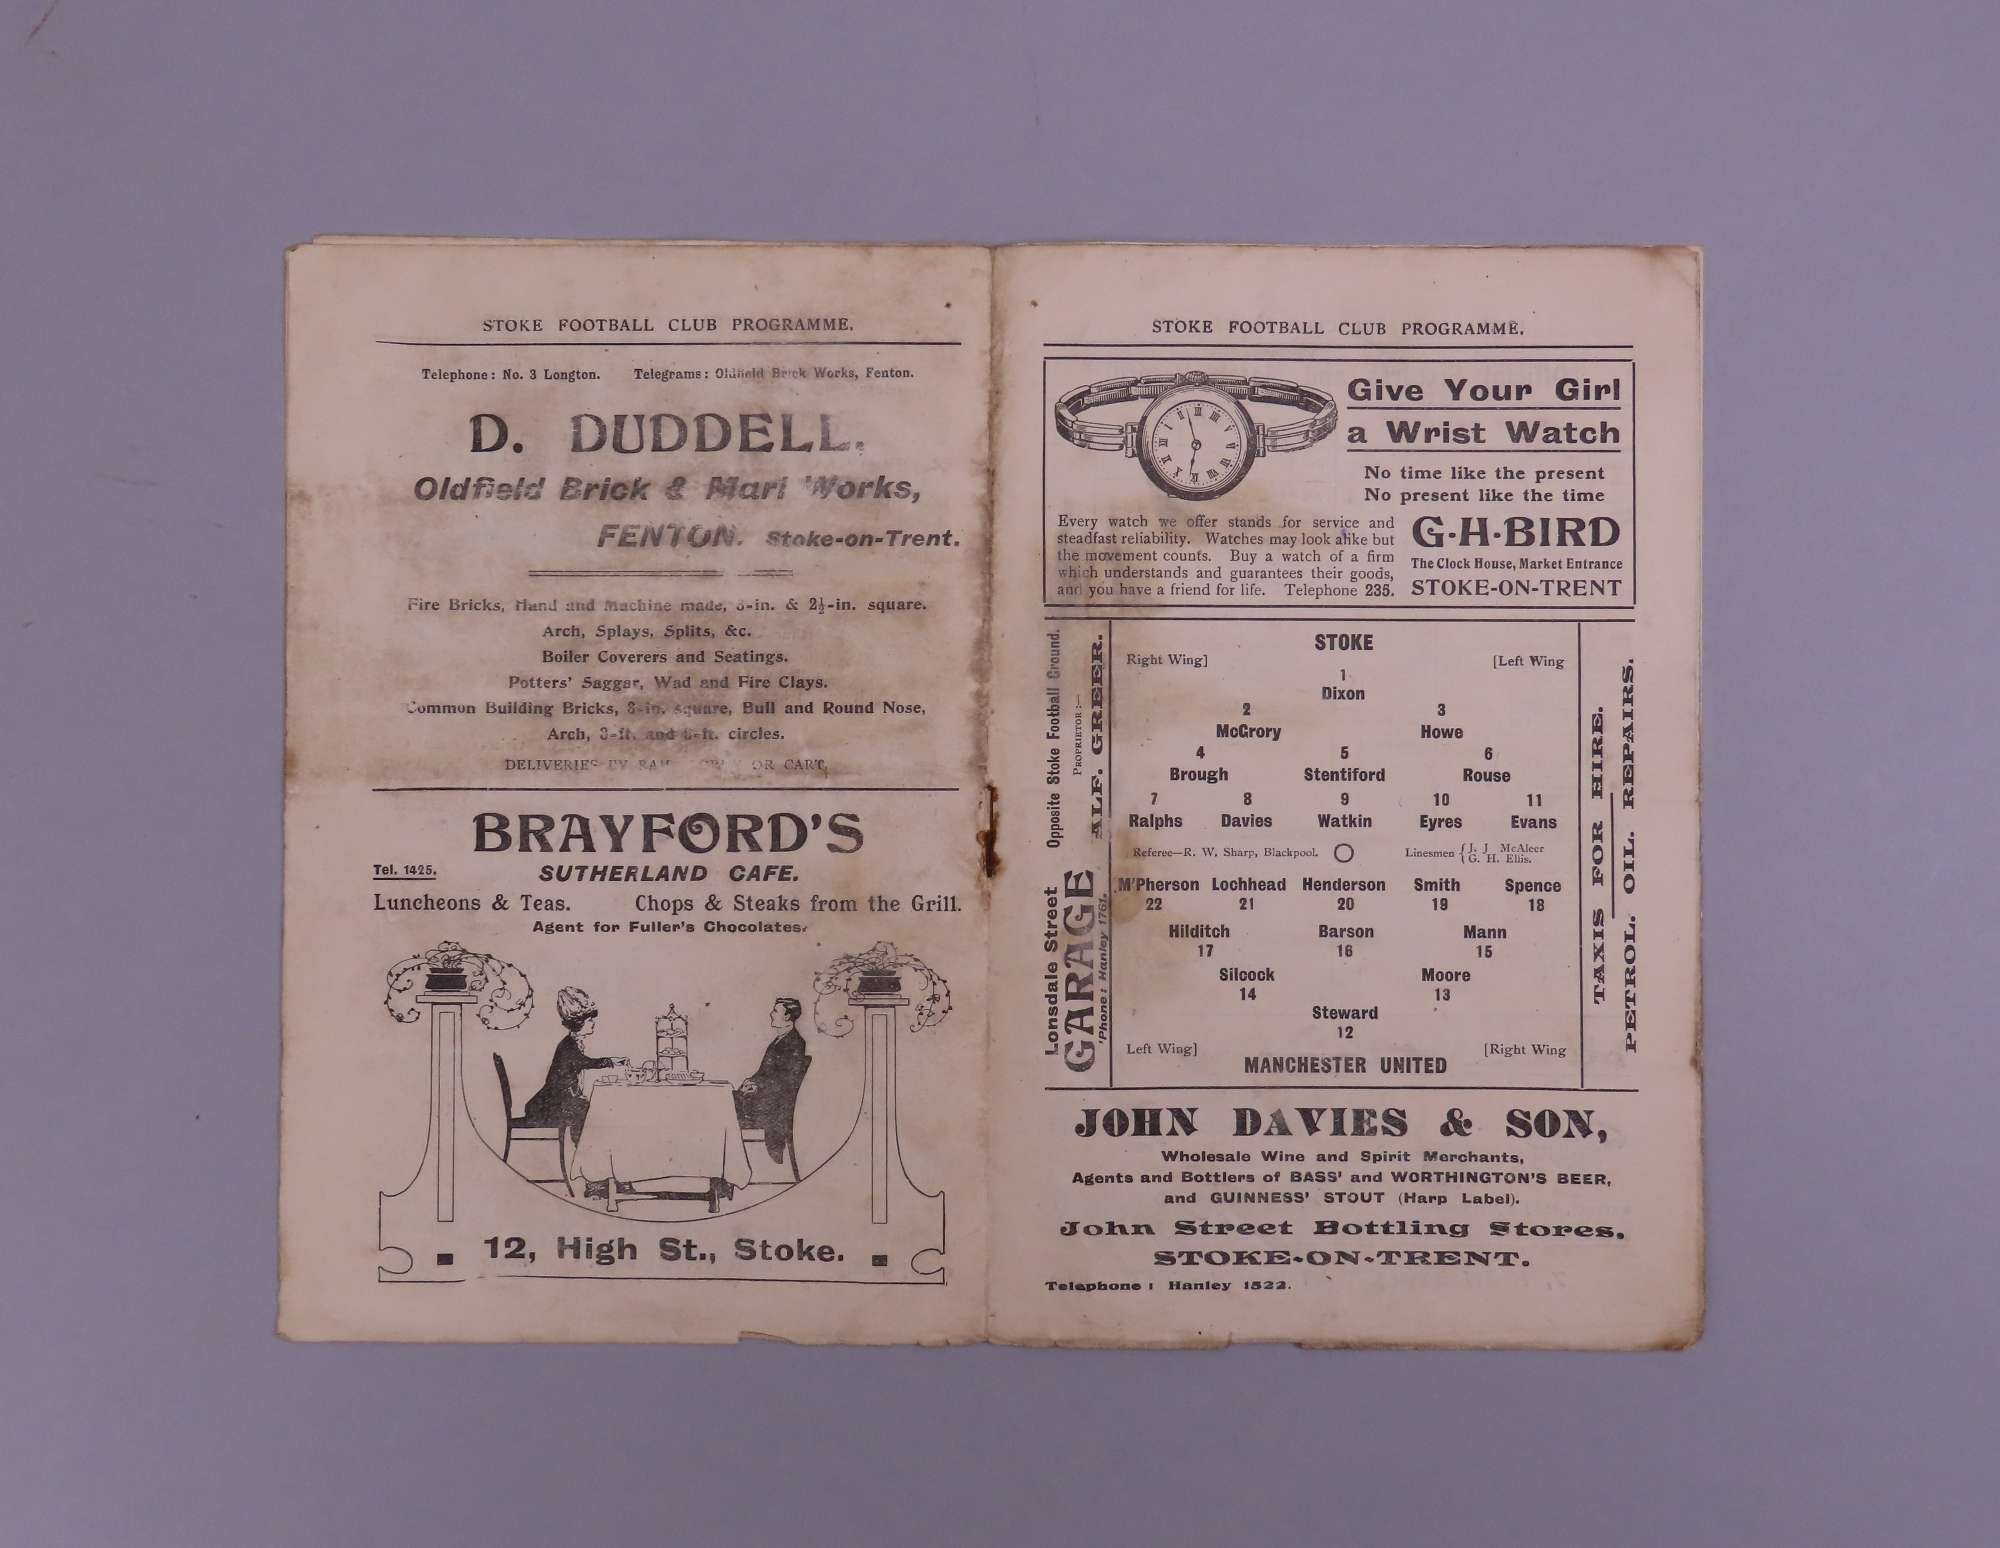 STOKE FOOTBALL CLUB PROGRAMME.
Telephone: No. 3 Longton. Telegrams: Oldfield Brick Works, Fenton.
D. DUDDELL.
Oldfield Brick & Marl Works,
FENTON. Stoke-on-Trent.
Fire Bricks, Hand and Machine made, 3-in. & 2½-in. square.
Arch, Splays, Splits, &c.
Boiler Coverers and Seatings.
Potters' Saggar, Wad and Fire Clays.
Common Building Bricks, 3-in. square, Bull and Round Nose,
Arch, 3-ft. and circles.
DELIVERIES BY OR CART.
BRAYFORD'S
Tel. 1425. SUTHERLAND CAFE.
Luncheons & Teas. Chops & Steaks from the Grill.
Agent for Fuller's Chocolates.
12, High St., Stoke.
STOKE FOOTBALL CLUB PROGRAMME.
Give Your Girl
a Wrist Watch
No time like the present
No present like the time
Every watch we offer stands for service and
steadfast reliability. Watches may look alike but
the movement counts. Buy a watch of a firm
which understands and guarantees their goods,
and you have a friend for life. Telephone 235.
G·H·BIRD
The Clock House, Market Entrance
STOKE-ON-TRENT
Lonsdale Street Opposite Stoke Football Ground.
PROPRIETOR:—
GARAGE ALF. GREER.
'Phone: Hanley 1761.
STOKE
Right Wing] [Left Wing
1
Dixon
2 3
McCrory Howe
4 5 6
Brough Stentiford Rouse
7 8 9 10 11
Ralphs Davies Watkin Eyres Evans
Referee—R. W. Sharp, Blackpool. O Linesmen { J. J. McAleer
{ G. H. Ellis.
M'Pherson Lochhead Henderson Smith Spence
22 21 20 19 18
Hilditch Barson Mann
17 16 15
Silcock Moore
14 13
Steward
12
Left Wing] [Right Wing
MANCHESTER UNITED
TAXIS FOR HIRE.
PETROL. OIL. REPAIRS.
JOHN DAVIES & SON,
Wholesale Wine and Spirit Merchants,
Agents and Bottlers of BASS' and WORTHINGTON'S BEER,
and GUINNESS' STOUT (Harp Label).
John Street Bottling Stores,
STOKE-ON-TRENT.
Telephone: Hanley 1522.